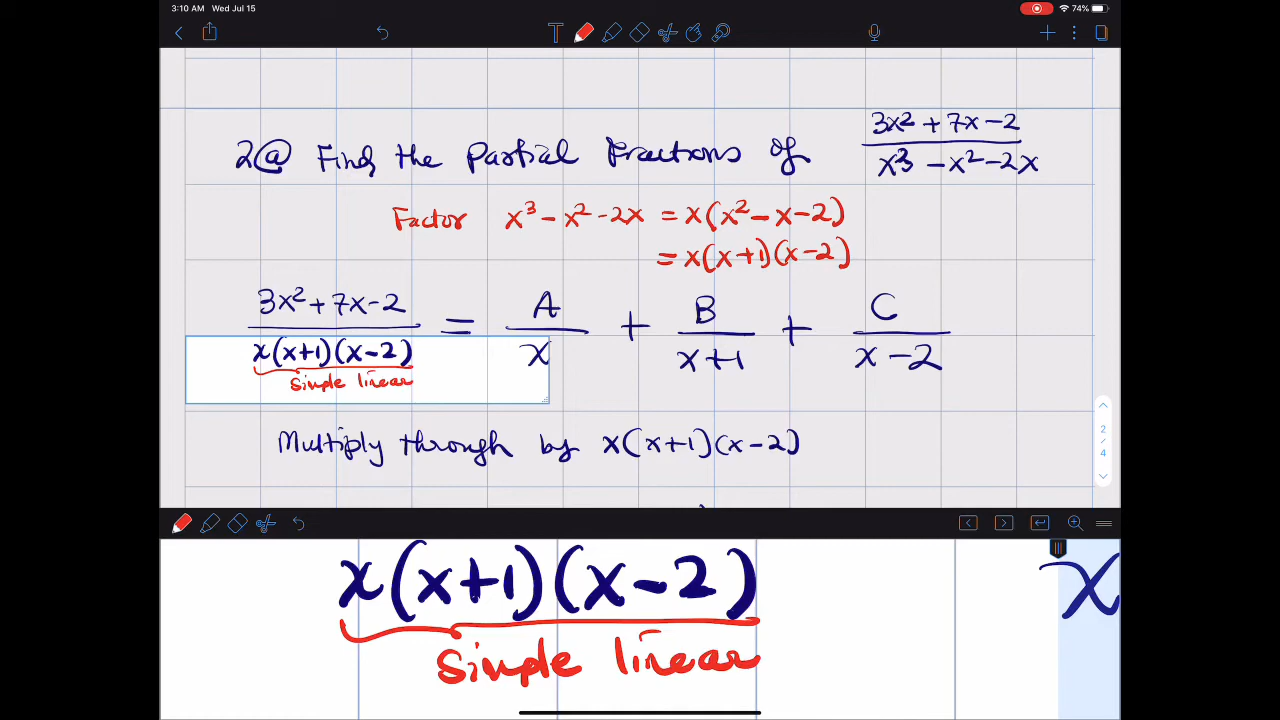 3:10 AM Wed Jul 15
74%
2ⓐ Find the Partial Fractions of (3x² + 7x - 2)/(x³ - x² - 2x)
Factor x³ - x² - 2x = x(x² - x - 2)
= x(x+1)(x-2)
(3x² + 7x - 2)/(x(x+1)(x-2)) = A/x + B/(x+1) + C/(x-2)
simple linear
Multiply through by x(x+1)(x-2)
2
4
x(x+1)(x-2)
x
simple linear